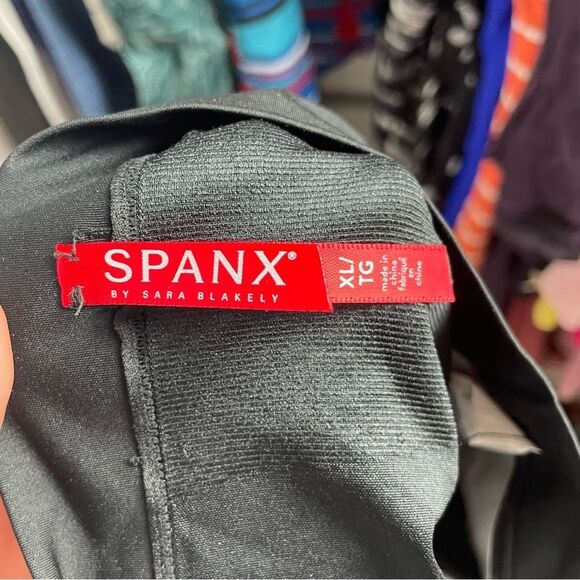 SPANX®
BY SARA BLAKELY
XL/
TG
made in
china
fabriqué
en
chine